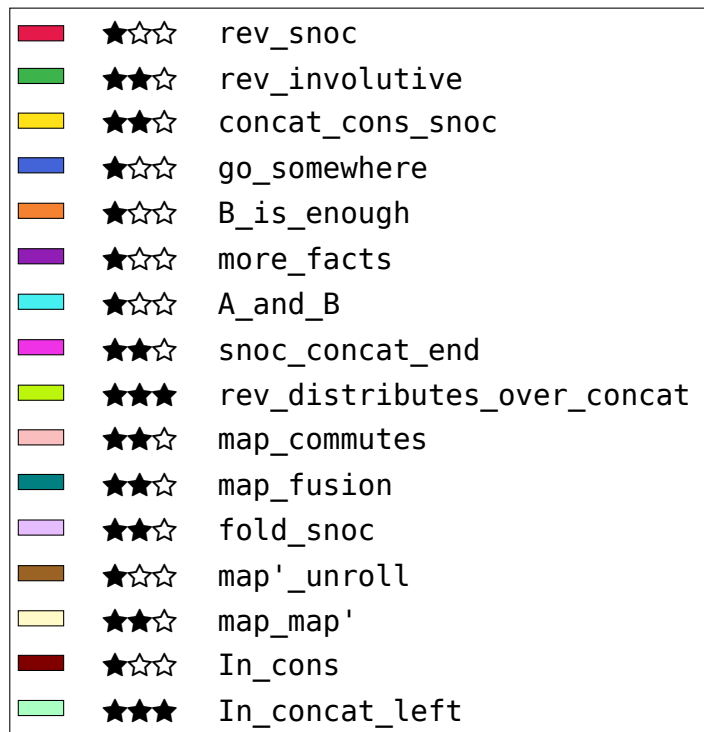 ★☆☆ rev_snoc
★★☆ rev_involutive
★★☆ concat_cons_snoc
★☆☆ go_somewhere
★☆☆ B_is_enough
★☆☆ more_facts
★☆☆ A_and_B
★★☆ snoc_concat_end
★★★ rev_distributes_over_concat
★★☆ map_commutes
★★☆ map_fusion
★★☆ fold_snoc
★☆☆ map'_unroll
★★☆ map_map'
★☆☆ In_cons
★★★ In_concat_left